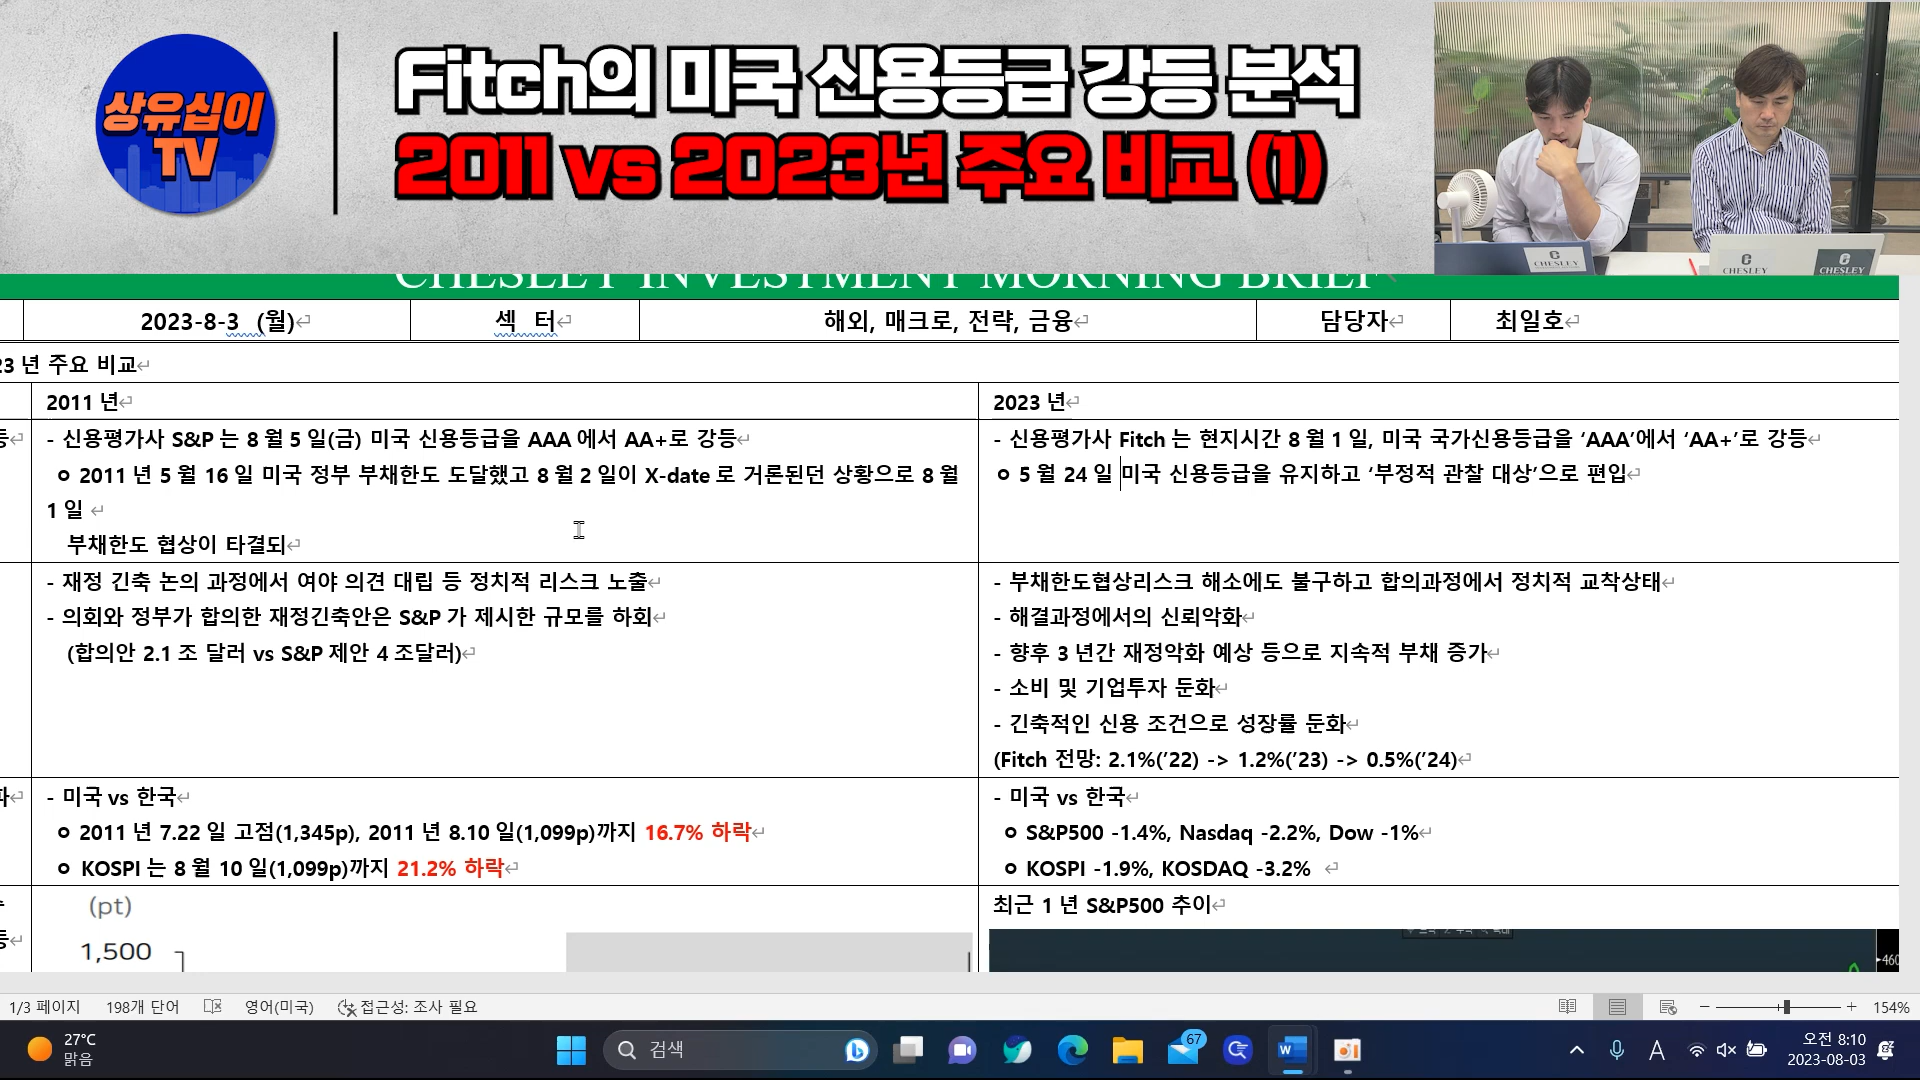 상유십이
TV
Fitch의 미국 신용등급 강등 분석
2011 vs 2023년 주요 비교 (1)
CHESLEY
CHESLEY
CHESLEY
CHESLEY INVESTMENT MORNING BRIEF
2023-8-3 (월)
섹 터
해외, 매크로, 전략, 금융
담당자
최일호
23 년 주요 비교
2011 년
2023 년
- 신용평가사 S&P 는 8 월 5 일(금) 미국 신용등급을 AAA 에서 AA+로 강등
2011 년 5 월 16 일 미국 정부 부채한도 도달했고 8 월 2 일이 X-date 로 거론된던 상황으로 8 월
1 일
부채한도 협상이 타결되
- 신용평가사 Fitch 는 현지시간 8 월 1 일, 미국 국가신용등급을 ‘AAA’에서 ‘AA+’로 강등
5 월 24 일 미국 신용등급을 유지하고 ‘부정적 관찰 대상’으로 편입
- 재정 긴축 논의 과정에서 여야 의견 대립 등 정치적 리스크 노출
- 의회와 정부가 합의한 재정긴축안은 S&P 가 제시한 규모를 하회
(합의안 2.1 조 달러 vs S&P 제안 4 조달러)
- 부채한도협상리스크 해소에도 불구하고 합의과정에서 정치적 교착상태
- 해결과정에서의 신뢰악화
- 향후 3 년간 재정악화 예상 등으로 지속적 부채 증가
- 소비 및 기업투자 둔화
- 긴축적인 신용 조건으로 성장률 둔화
(Fitch 전망: 2.1%(’22) -> 1.2%(’23) -> 0.5%(’24)
- 미국 vs 한국
2011 년 7.22 일 고점(1,345p), 2011 년 8.10 일(1,099p)까지 16.7% 하락
KOSPI 는 8 월 10 일(1,099p)까지 21.2% 하락
- 미국 vs 한국
S&P500 -1.4%, Nasdaq -2.2%, Dow -1%
KOSPI -1.9%, KOSDAQ -3.2%
(pt)
1,500
최근 1 년 S&P500 추이
460
1/3 페이지
198개 단어
영어(미국)
접근성: 조사 필요
154%
27°C
맑음
검색
67
오전 8:10
2023-08-03